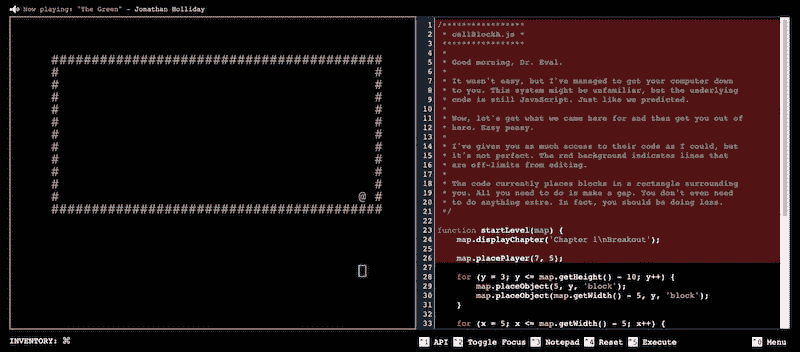 Now playing: "The Green" - Jonathan Holliday
##########################################
# #
# #
# #
# #
# #
# #
# #
# #
# #
# #
# @ #
##########################################
INVENTORY: ⌘
1 /*****************
2 * cellBlockA.js *
3 *****************
4 *
5 * Good morning, Dr. Eval.
6 *
7 * It wasn't easy, but I've managed to get your computer down
8 * to you. This system might be unfamiliar, but the underlying
9 * code is still JavaScript. Just like we predicted.
10 *
11 * Now, let's get what we came here for and then get you out of
12 * here. Easy peasy.
13 *
14 * I've given you as much access to their code as I could, but
15 * it's not perfect. The red background indicates lines that
16 * are off-limits from editing.
17 *
18 * The code currently places blocks in a rectangle surrounding
19 * you. All you need to do is make a gap. You don't even need
20 * to do anything extra. In fact, you should be doing less.
21 */
22
23 function startLevel(map) {
24 map.displayChapter('Chapter 1\nBreakout');
25
26 map.placePlayer(7, 5);
27
28 for (y = 3; y <= map.getHeight() - 10; y++) {
29 map.placeObject(5, y, 'block');
30 map.placeObject(map.getWidth() - 5, y, 'block');
31 }
32
33 for (x = 5; x <= map.getWidth() - 5; x++) {
^1 API ^2 Toggle Focus ^3 Notepad ^4 Reset ^5 Execute ^0 Menu